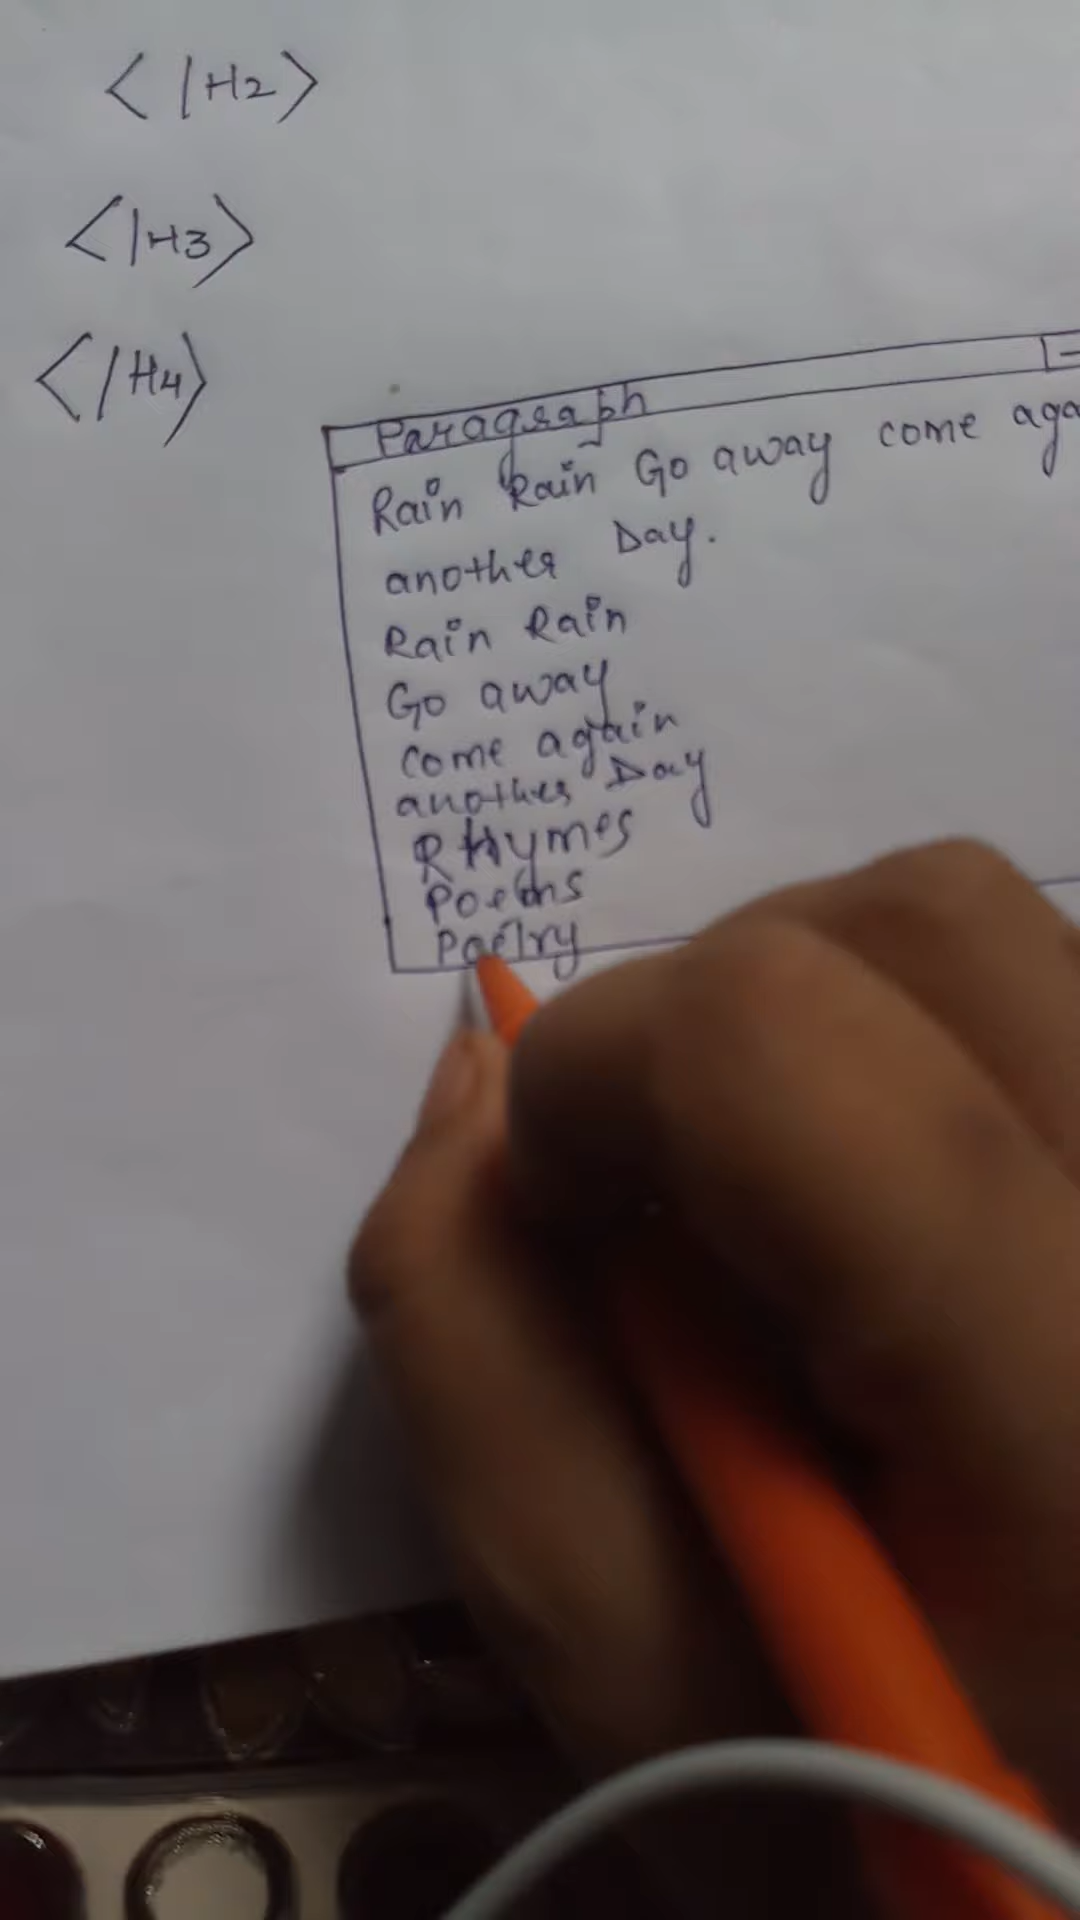 </H2>
</H3>
</H4>
Paragraph
Rain Rain Go away come aga
another Day.
Rain Rain
Go away
come again
another Day
RHymes
Poems
Poetry